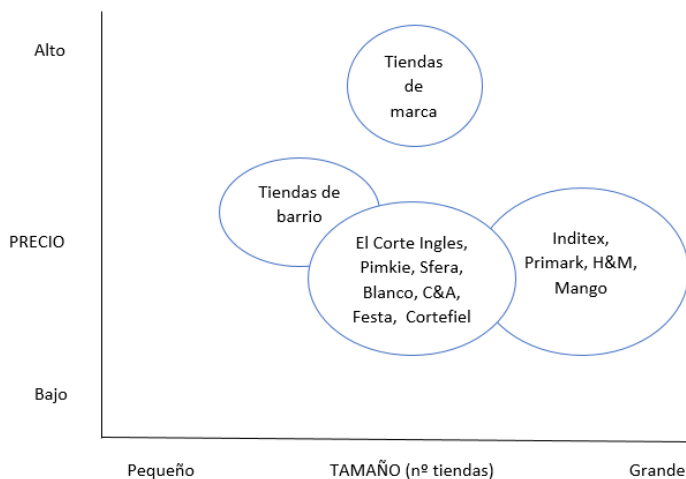 Alto
Tiendas
de
marca
Tiendas de
barrio
PRECIO
El Corte Ingles,
Pimkie, Sfera,
Blanco, C&A,
Festa, Cortefiel
Inditex,
Primark, H&M,
Mango
Bajo
Pequeño
TAMAÑO (nº tiendas)
Grande